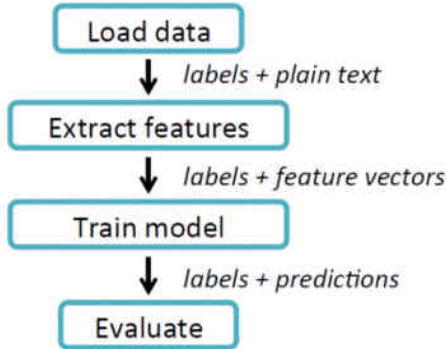 Load data
labels + plain text
Extract features
labels + feature vectors
Train model
labels + predictions
Evaluate